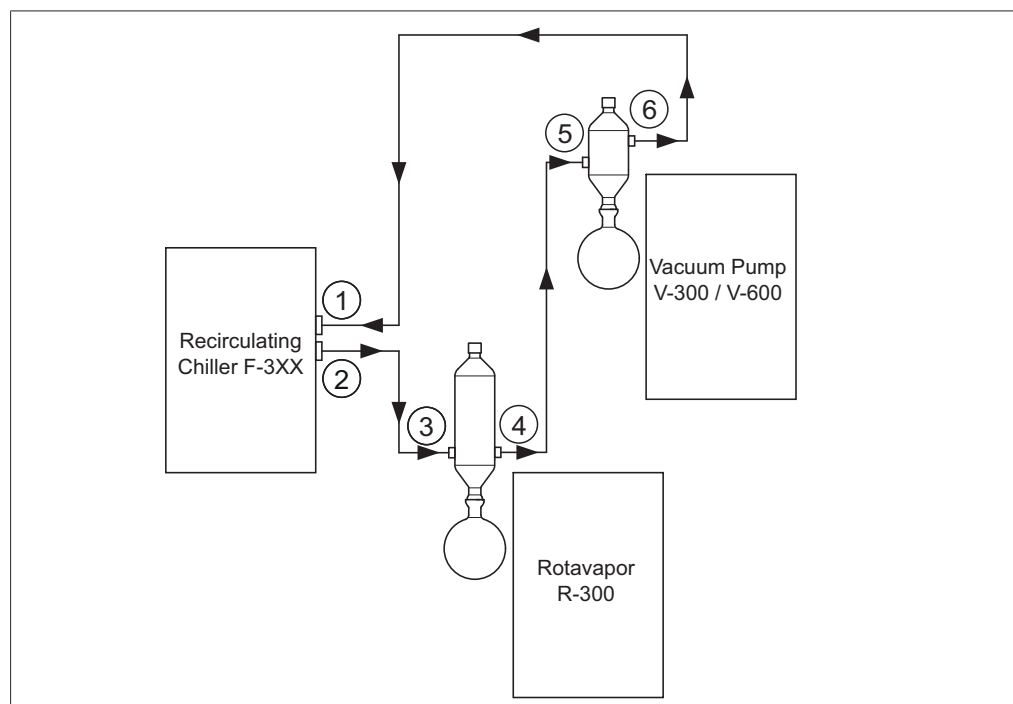 6
5
Vacuum Pump
V-300 / V-600
1
Recirculating
Chiller F-3XX
2
3
4
Rotavapor
R-300